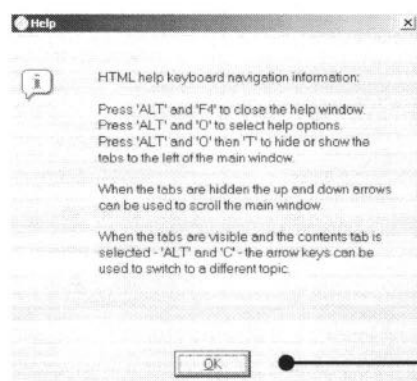 Help
HTML help keyboard navigation information:
Press 'ALT' and 'F4' to close the help window.
Press 'ALT' and 'O' to select help options.
Press 'ALT' and 'O' then 'T' to hide or show the
tabs to the left of the main window.
When the tabs are hidden the up and down arrows
can be used to scroll the main window.
When the tabs are visible and the contents tab is
selected - 'ALT' and 'C' - the arrow keys can be
used to switch to a different topic.
OK